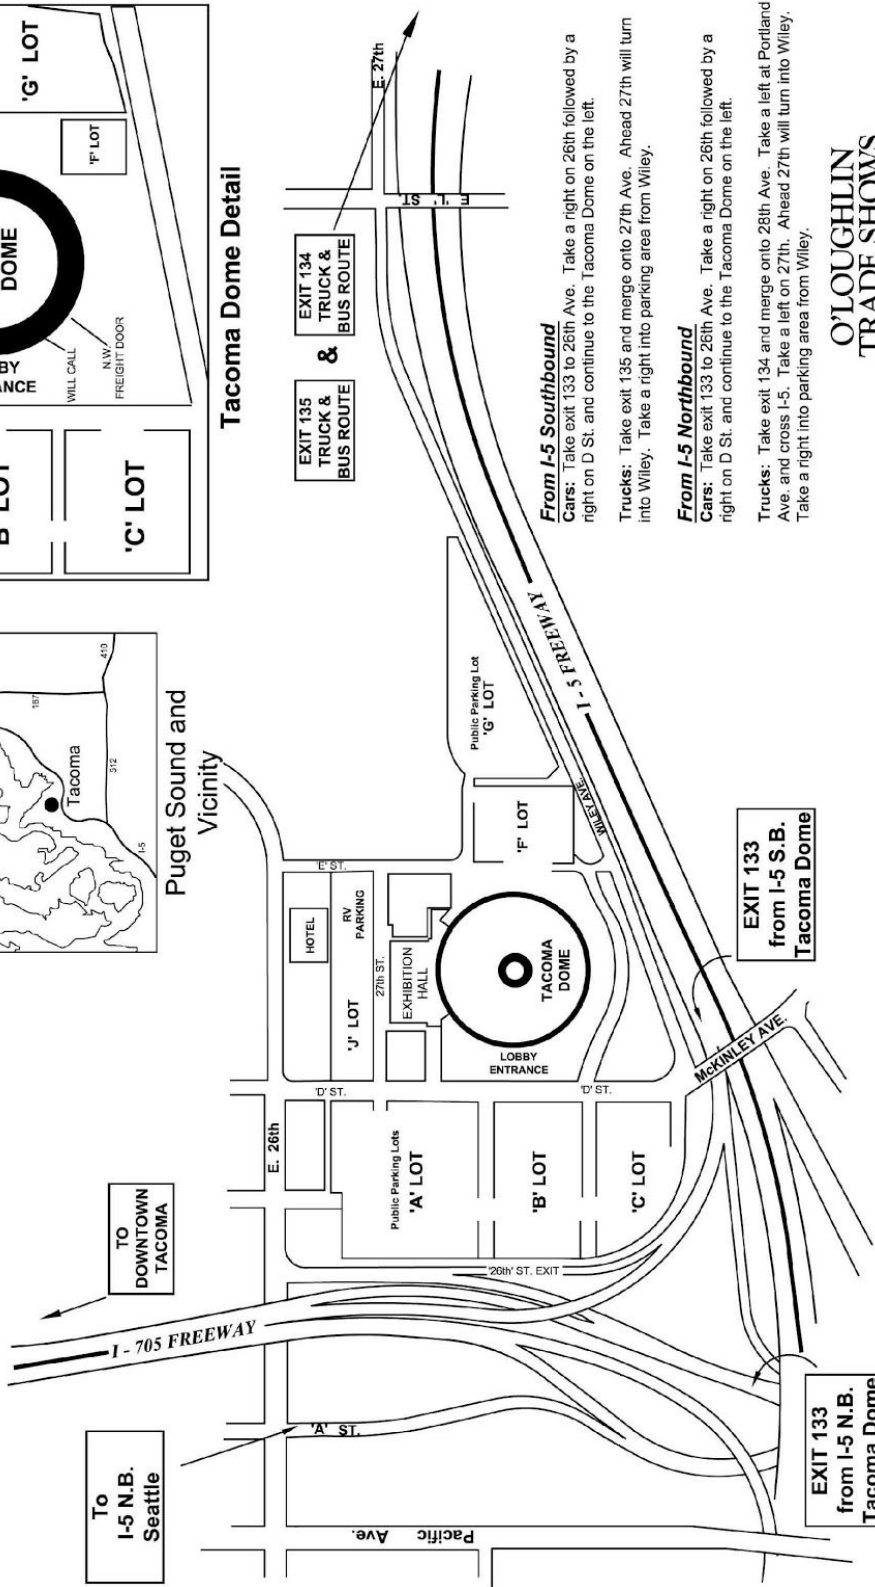 'G' LOT
'F' LOT
DOME
WILL CALL
N.W.
FREIGHT DOOR
'C' LOT
Tacoma Dome Detail
410
167
512
Tacoma
I-5
Puget Sound and
Vicinity
E. 27th
E 'L' ST.
EXIT 134
TRUCK &
BUS ROUTE
&
EXIT 135
TRUCK &
BUS ROUTE
I - 5 FREEWAY
Public Parking Lot
'G' LOT
WILEY AVE.
'F' LOT
'E' ST.
HOTEL
RV
PARKING
'J' LOT
27th ST.
EXHIBITION
HALL
TACOMA
DOME
LOBBY
ENTRANCE
'D' ST.
'D' ST.
E. 26th
Public Parking Lots
'A' LOT
'B' LOT
'C' LOT
'26th' ST. EXIT
McKINLEY AVE.
EXIT 133
from I-5 S.B.
Tacoma Dome
TO
DOWNTOWN
TACOMA
I - 705 FREEWAY
'A' ST.
To
I-5 N.B.
Seattle
Pacific Ave.
EXIT 133
from I-5 N.B.
Tacoma Dome
From I-5 Southbound
Cars: Take exit 133 to 26th Ave. Take a right on 26th followed by a
right on D St. and continue to the Tacoma Dome on the left.
Trucks: Take exit 135 and merge onto 27th Ave. Ahead 27th will turn
into Wiley. Take a right into parking area from Wiley.
From I-5 Northbound
Cars: Take exit 133 to 26th Ave. Take a right on 26th followed by a
right on D St. and continue to the Tacoma Dome on the left.
Trucks: Take exit 134 and merge onto 28th Ave. Take a left at Portland
Ave. and cross I-5. Take a left on 27th. Ahead 27th will turn into Wiley.
Take a right into parking area from Wiley.
O'LOUGHLIN
TRADE SHOWS